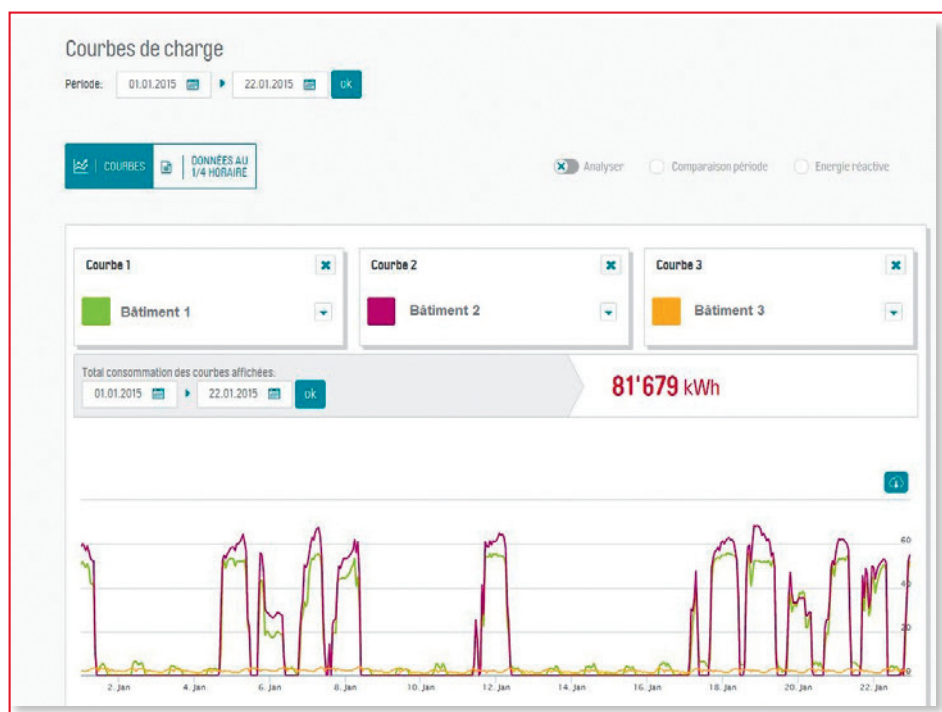 Courbes de charge
Période: 01.01.2015 22.01.2015 ok
COURBES
DONNÉES AU
1/4 HORAIRE
Analyser Comparaison période Energie réactive
Courbe 1 Courbe 2 Courbe 3
Bâtiment 1 Bâtiment 2 Bâtiment 3
Total consommation des courbes affichées:
01.01.2015 22.01.2015 ok
81'679 kWh
60
40
20
0
2. Jan 4. Jan 6. Jan 8. Jan 10. Jan 12. Jan 14. Jan 16. Jan 18. Jan 20. Jan 22. Jan